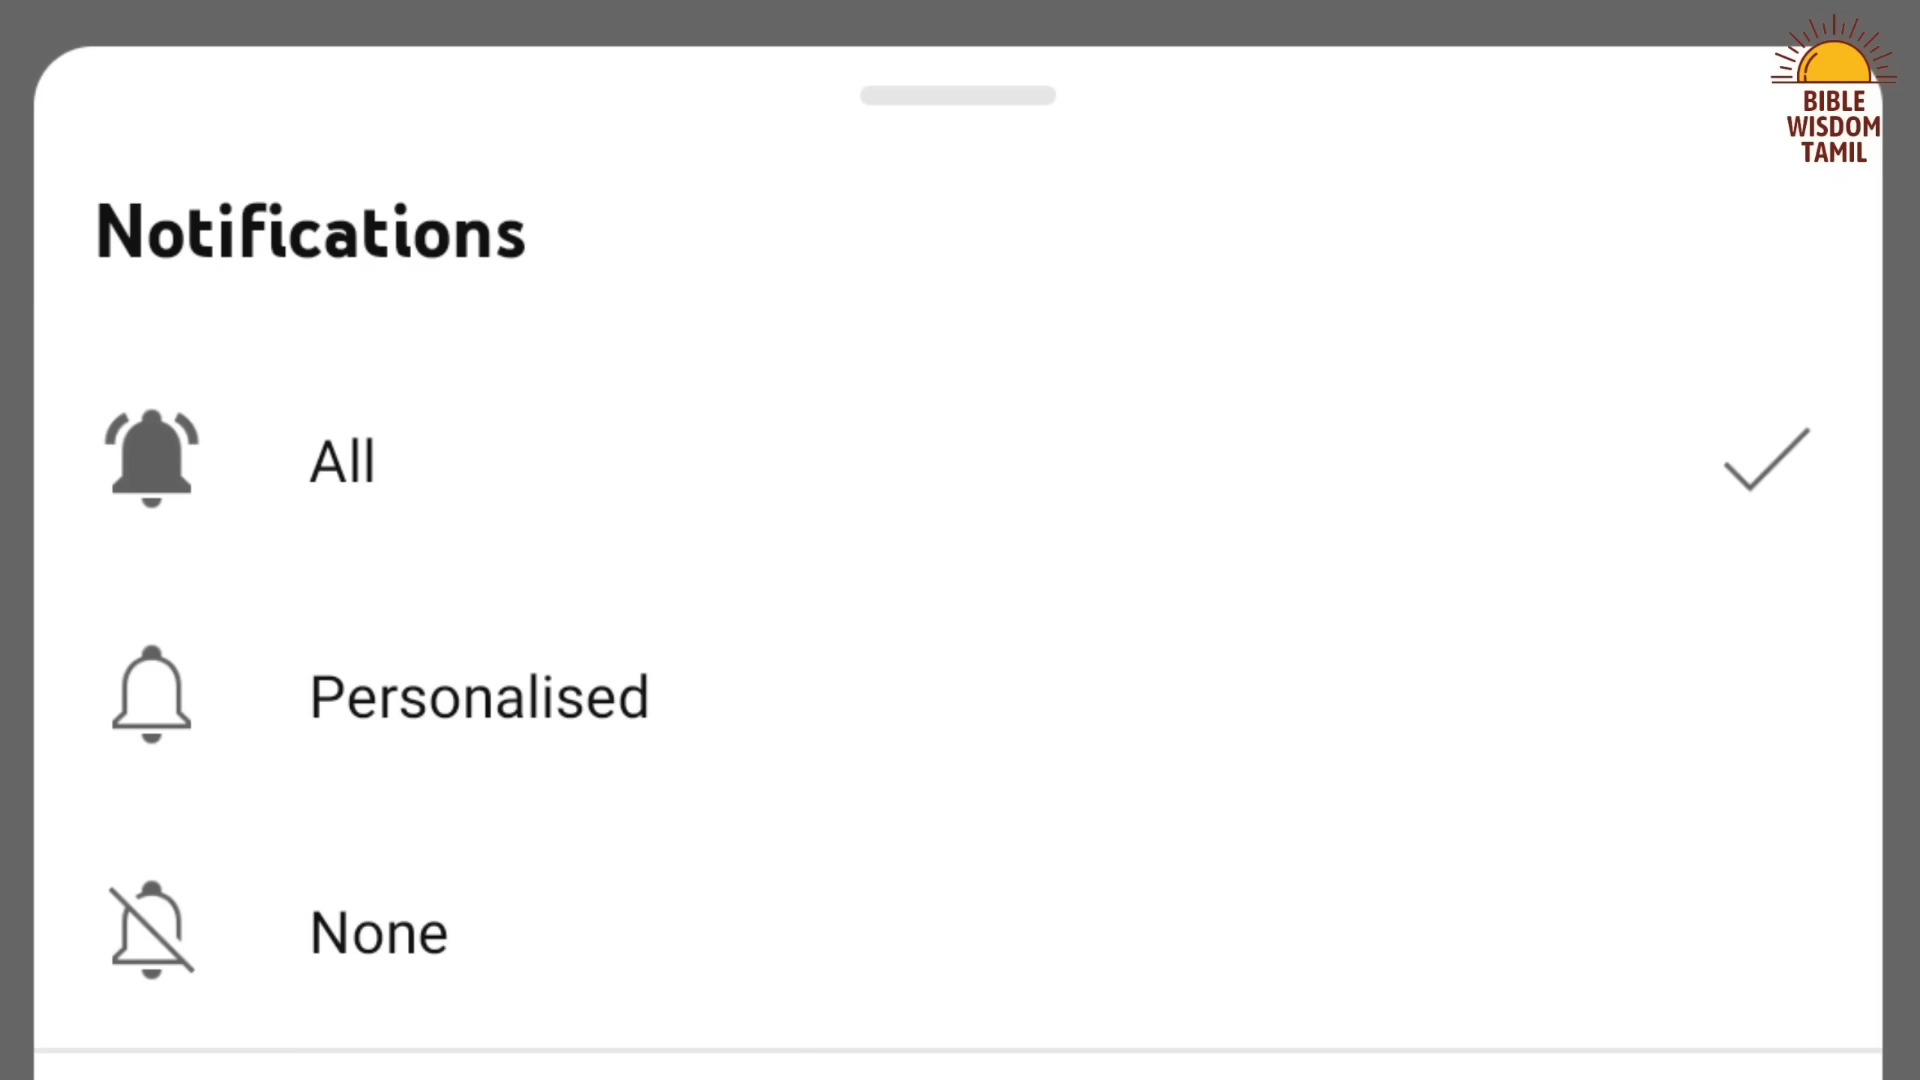 BIBLE
WISDOM
TAMIL
Notifications
All
Personalised
None